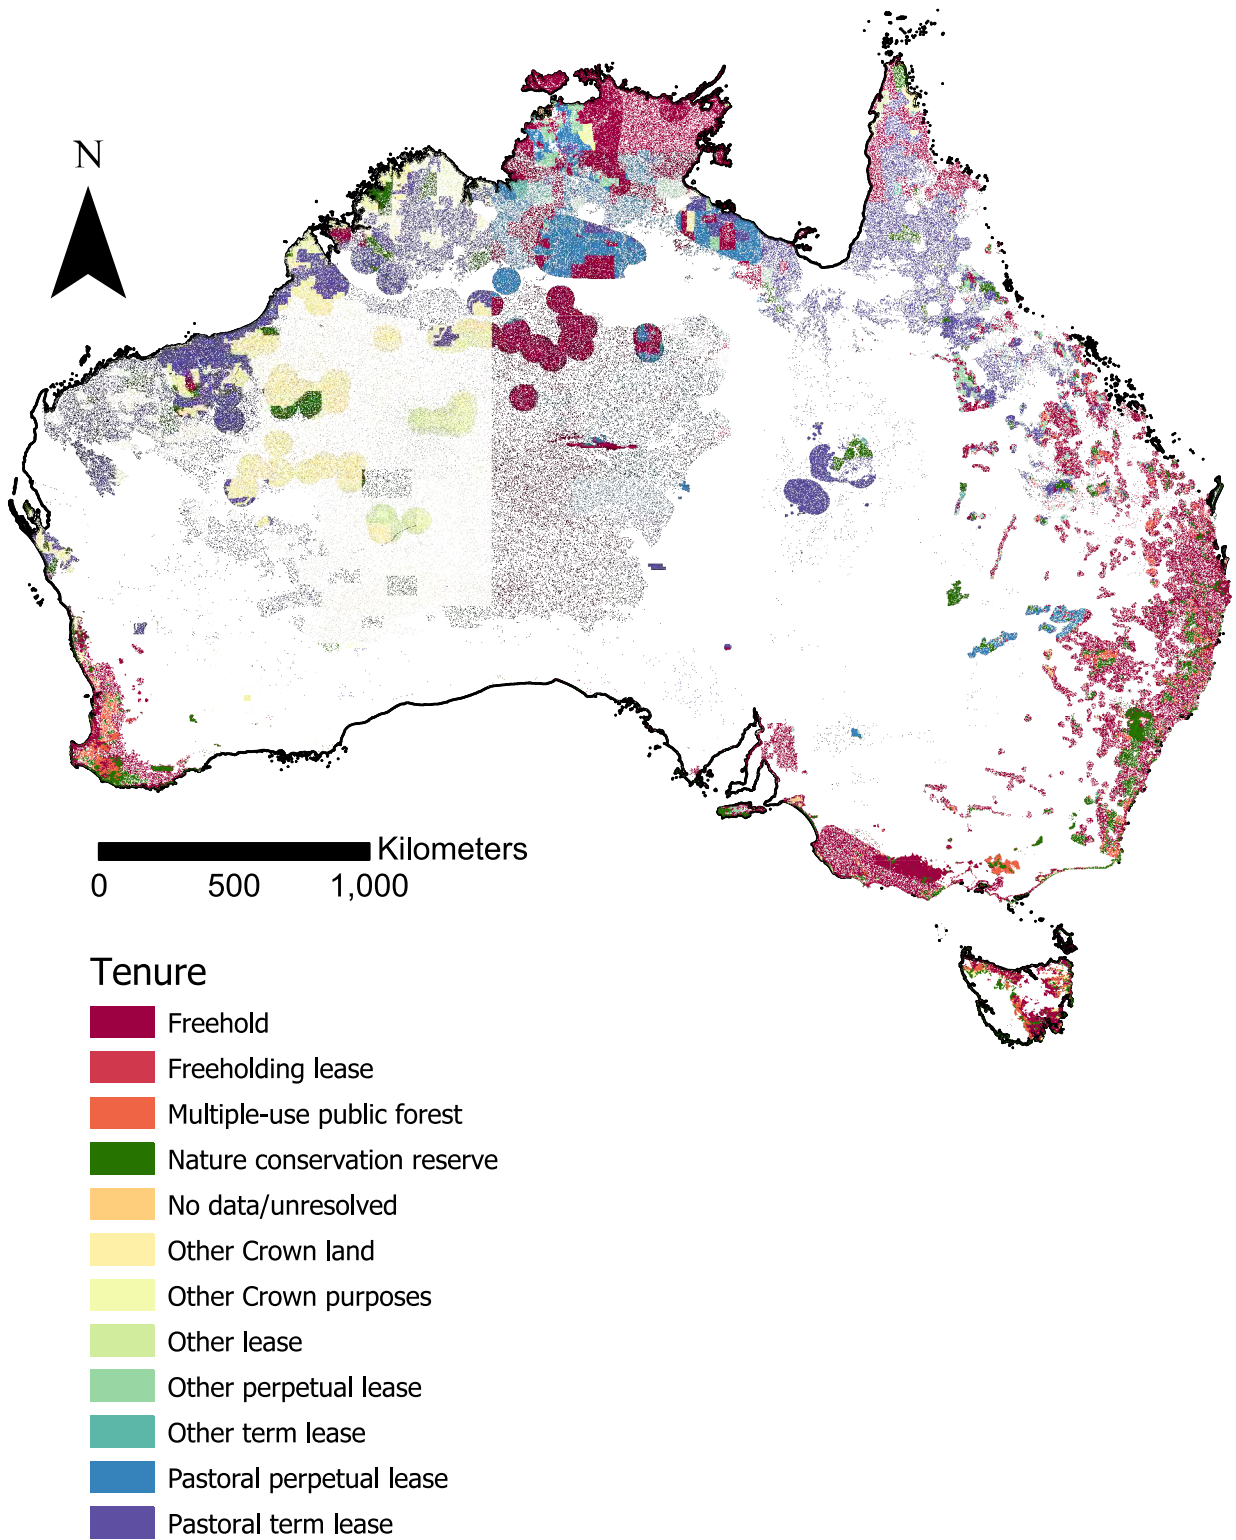 N
Kilometers
0 500 1,000
Tenure
Freehold
Freeholding lease
Multiple-use public forest
Nature conservation reserve
No data/unresolved
Other Crown land
Other Crown purposes
Other lease
Other perpetual lease
Other term lease
Pastoral perpetual lease
Pastoral term lease